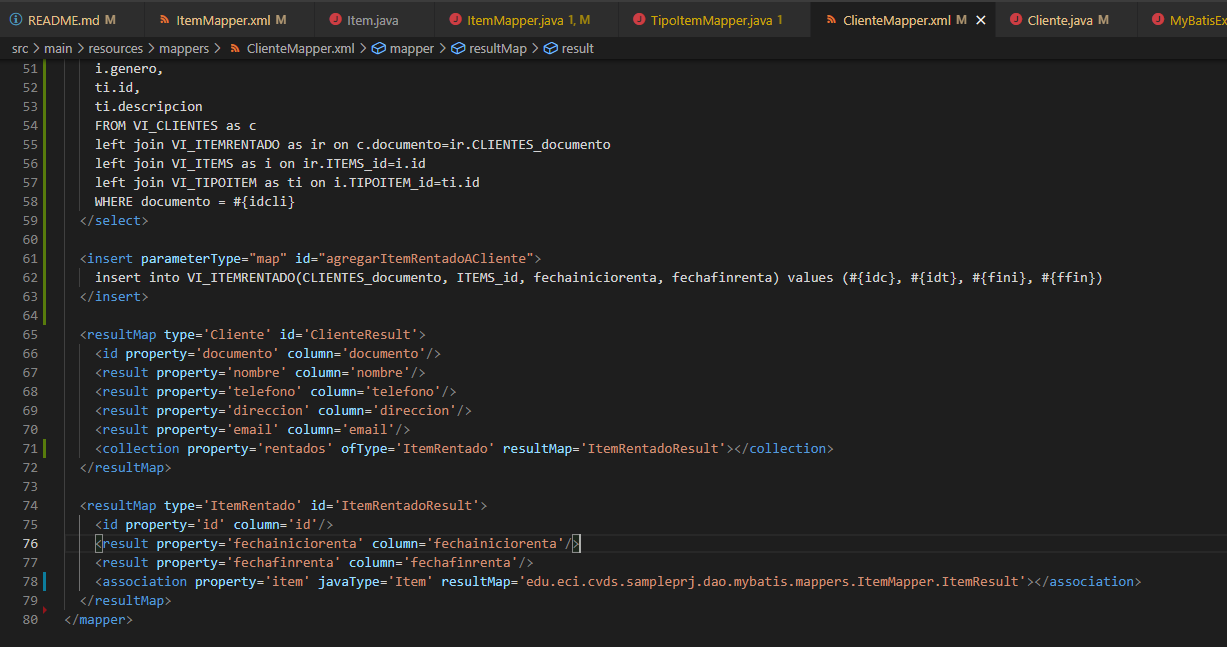 README.md M ItemMapper.xml M Item.java ItemMapper.java 1, M TipoItemMapper.java 1 ClienteMapper.xml M Cliente.java M MyBatisEx
src > main > resources > mappers > ClienteMapper.xml > mapper > resultMap > result
51 i.genero,
52 ti.id,
53 ti.descripcion
54 FROM VI_CLIENTES as c
55 left join VI_ITEMRENTADO as ir on c.documento=ir.CLIENTES_documento
56 left join VI_ITEMS as i on ir.ITEMS_id=i.id
57 left join VI_TIPOITEM as ti on i.TIPOITEM_id=ti.id
58 WHERE documento = #{idcli}
59 </select>
60
61 <insert parameterType="map" id="agregarItemRentadoACliente">
62 insert into VI_ITEMRENTADO(CLIENTES_documento, ITEMS_id, fechainiciorenta, fechafinrenta) values (#{idc}, #{idt}, #{fini}, #{ffin})
63 </insert>
64
65 <resultMap type='Cliente' id='ClienteResult'>
66 <id property='documento' column='documento'/>
67 <result property='nombre' column='nombre'/>
68 <result property='telefono' column='telefono'/>
69 <result property='direccion' column='direccion'/>
70 <result property='email' column='email'/>
71 <collection property='rentados' ofType='ItemRentado' resultMap='ItemRentadoResult'></collection>
72 </resultMap>
73
74 <resultMap type='ItemRentado' id='ItemRentadoResult'>
75 <id property='id' column='id'/>
76 <result property='fechainiciorenta' column='fechainiciorenta'/>
77 <result property='fechafinrenta' column='fechafinrenta'/>
78 <association property='item' javaType='Item' resultMap='edu.eci.cvds.sampleprj.dao.mybatis.mappers.ItemMapper.ItemResult'></association>
79 </resultMap>
80 </mapper>